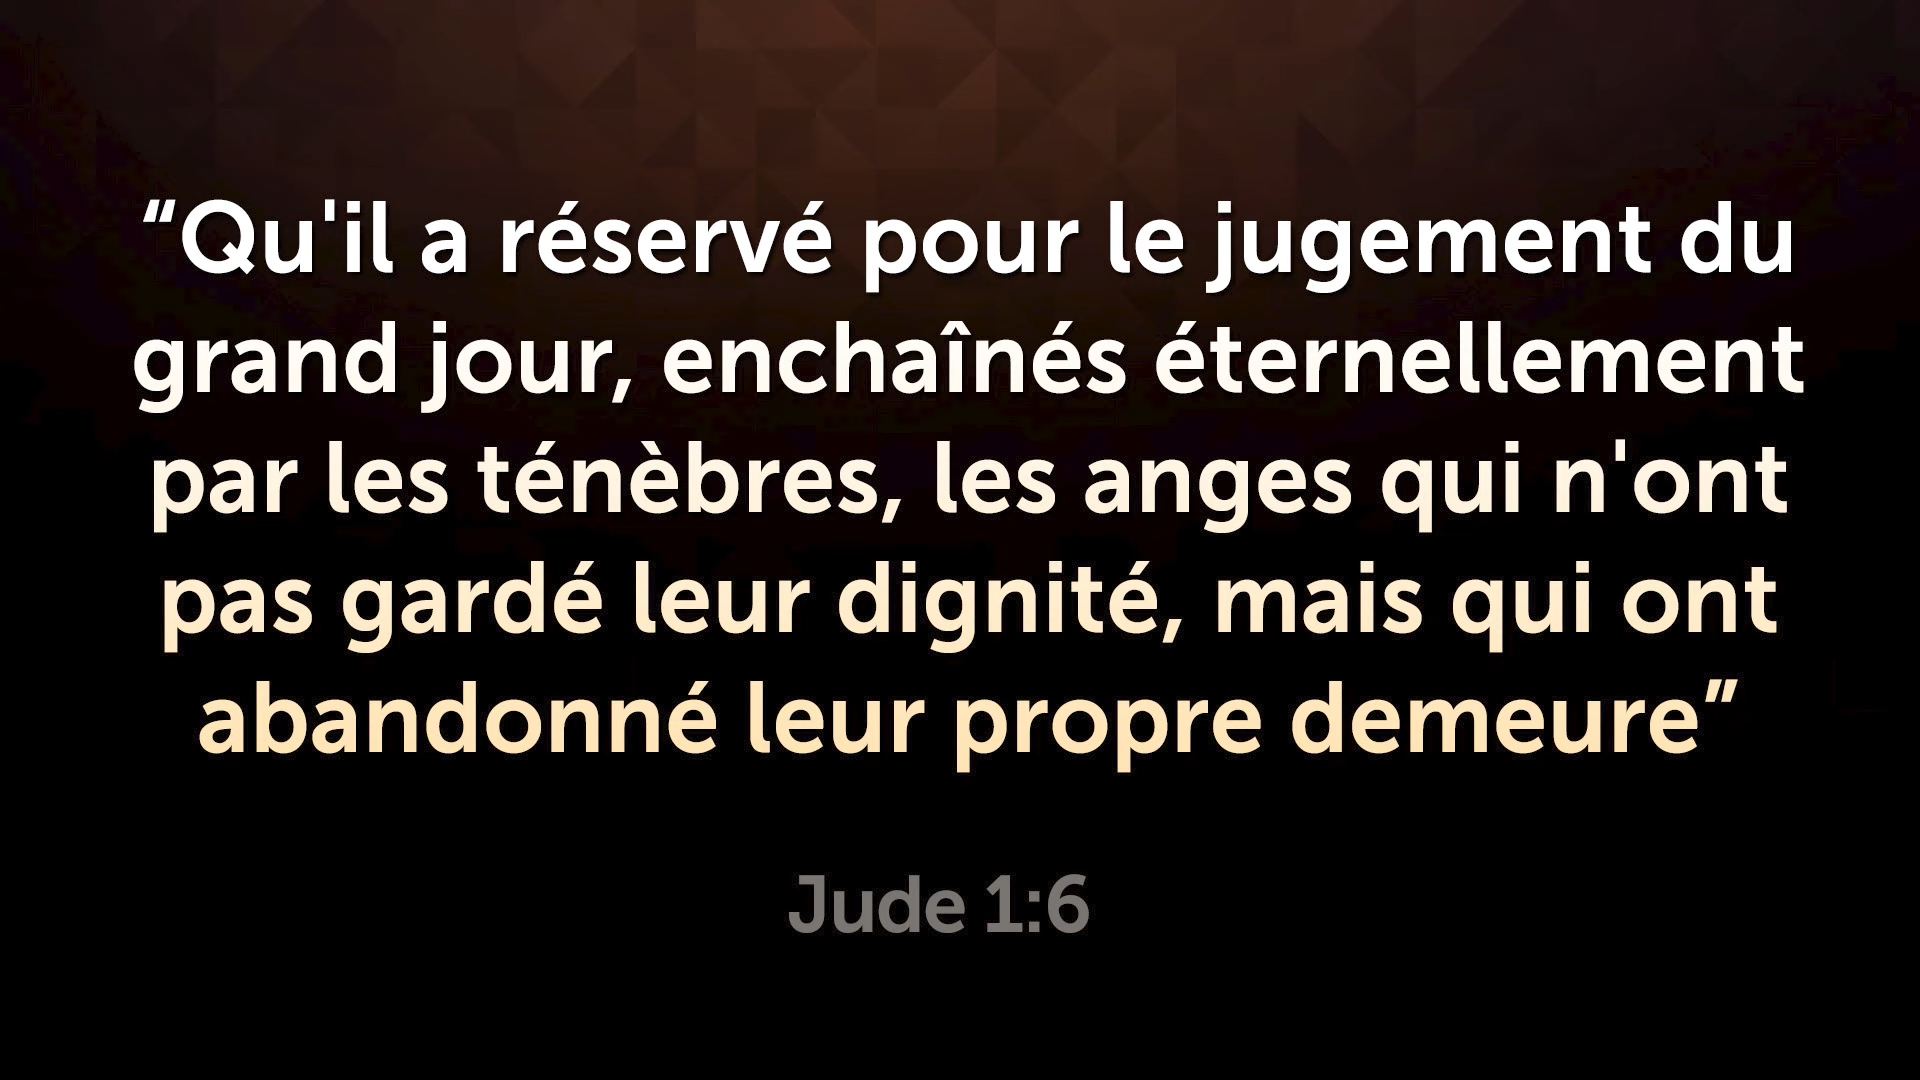 “Qu'il a réservé pour le jugement du
grand jour, enchaînés éternellement
par les ténèbres, les anges qui n'ont
pas gardé leur dignité, mais qui ont
abandonné leur propre demeure”
Jude 1:6